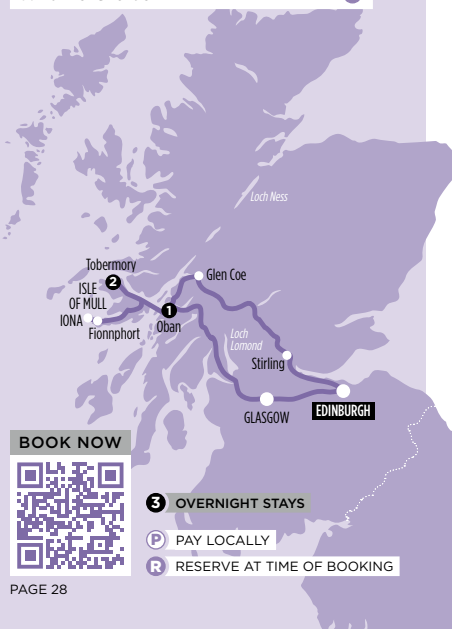 Loch Ness
Tobermory
2
Glen Coe
ISLE
OF MULL
IONA
Fionnphort
1
Oban
Loch
Lomond
Stirling
GLASGOW
EDINBURGH
BOOK NOW
3 OVERNIGHT STAYS
P PAY LOCALLY
R RESERVE AT TIME OF BOOKING
PAGE 28